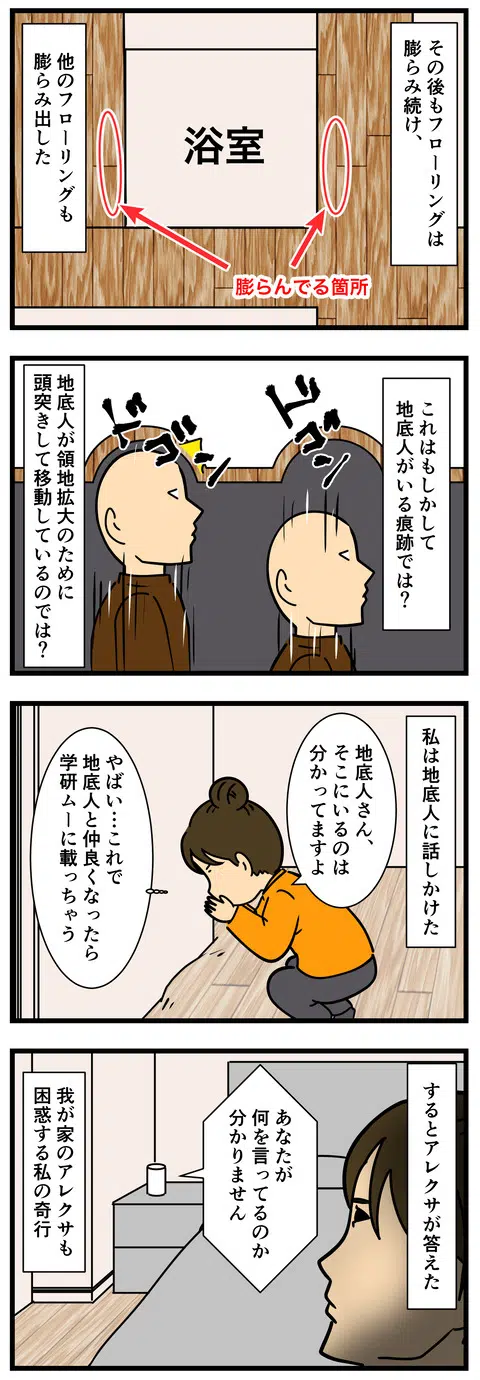 その後もフローリングは
膨らみ続け、
浴室
他のフローリングも
膨らみ出した
膨らんでる箇所
これはもしかして
地底人がいる痕跡では？
ドゴン
ドゴン
地底人が領地拡大のために
頭突きして移動しているのでは？
私は地底人に話しかけた
地底人さん、
そこにいるのは
分かってますよ
やばい…これで
地底人と仲良くなったら
学研ムーに載っちゃう
するとアレクサが答えた
あなたが
何を言ってるのか
分かりません
我が家のアレクサも
困惑する私の奇行